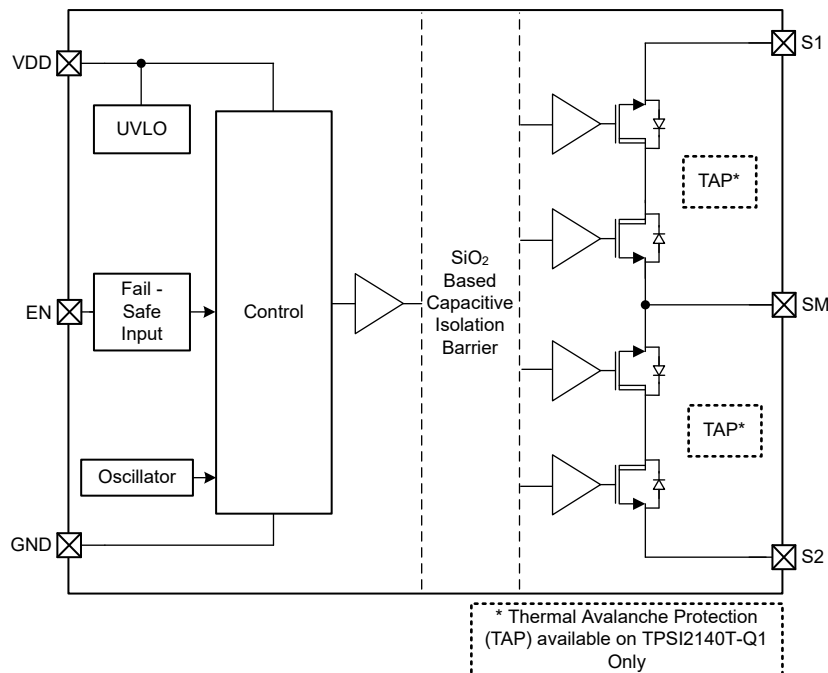 VDD
UVLO
EN
Fail -
Safe
Input
Control
Oscillator
GND
SiO₂
Based
Capacitive
Isolation
Barrier
S1
TAP*
SM
TAP*
S2
* Thermal Avalanche Protection
(TAP) available on TPSI2140T-Q1
Only